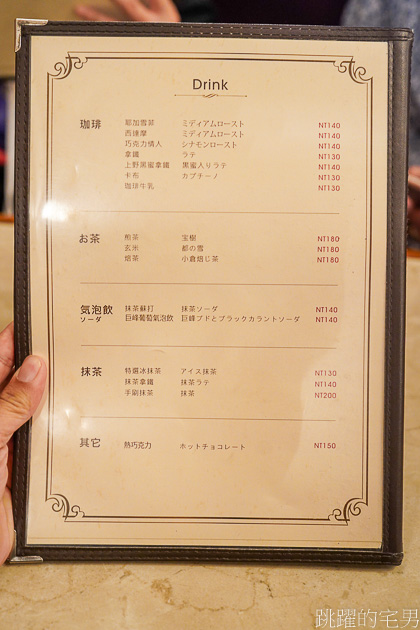 Drink
珈琲 耶加雪菲 ミディアムロースト NT140
西達摩 ミディアムロースト NT140
巧克力情人 シナモンロースト NT140
拿鐵 ラテ NT130
上野黑蜜拿鐵 黒蜜入りラテ NT140
卡布 カプチーノ NT130
珈琲牛乳 NT130
お茶 煎茶 宝樹 NT180
玄米 都の雪 NT180
焙茶 小倉焙じ茶 NT180
気泡飲 抹茶蘇打 抹茶ソーダ NT140
ソーダ 巨峰葡萄氣泡飲 巨峰ブドとブラックカラントソーダ NT140
抹茶 特選冰抹茶 アイス抹茶 NT130
抹茶拿鐵 抹茶ラテ NT140
手刷抹茶 抹茶 NT200
其它 熱巧克力 ホットチョコレート NT150
跳躍的宅男